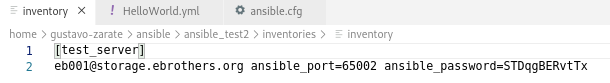 inventory HelloWorld.yml ansible.cfg
home > gustavo-zarate > ansible > ansible_test2 > inventories > inventory
1 [test_server]
2 eb001@storage.ebrothers.org ansible_port=65002 ansible_password=STDqgBERvtTx